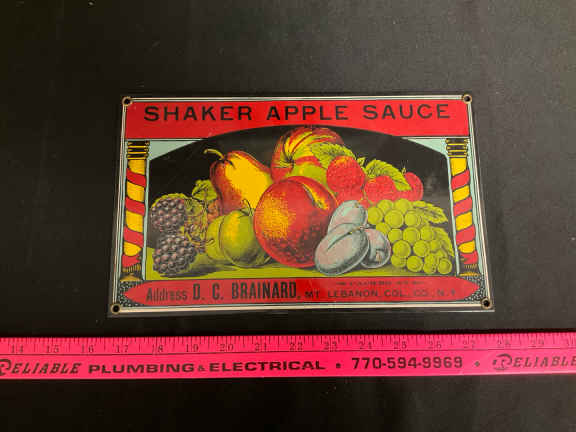 SHAKER APPLE SAUCE
Address D. C. BRAINARD, MT. LEBANON, COL. CO. N.Y.
14 15 16 17 18 19 20 21 22 23 24 25 26 27 28 29 30
RELIABLE PLUMBING & ELECTRICAL • 770-594-9969 • RELIABLE